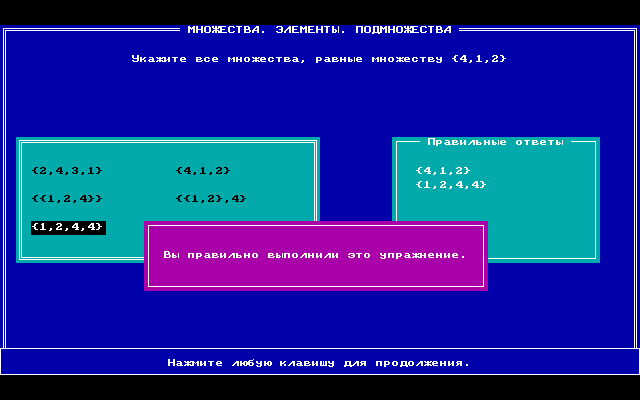 МНОЖЕСТВА. ЭЛЕМЕНТЫ. ПОДМНОЖЕСТВА
Укажите все множества, равные множеству {4,1,2}
Правильные ответы
{2,4,3,1} {4,1,2}
{{1,2,4}} {{1,2},4}
{1,2,4,4}
{4,1,2}
{1,2,4,4}
Вы правильно выполнили это упражнение.
Нажмите любую клавишу для продолжения.